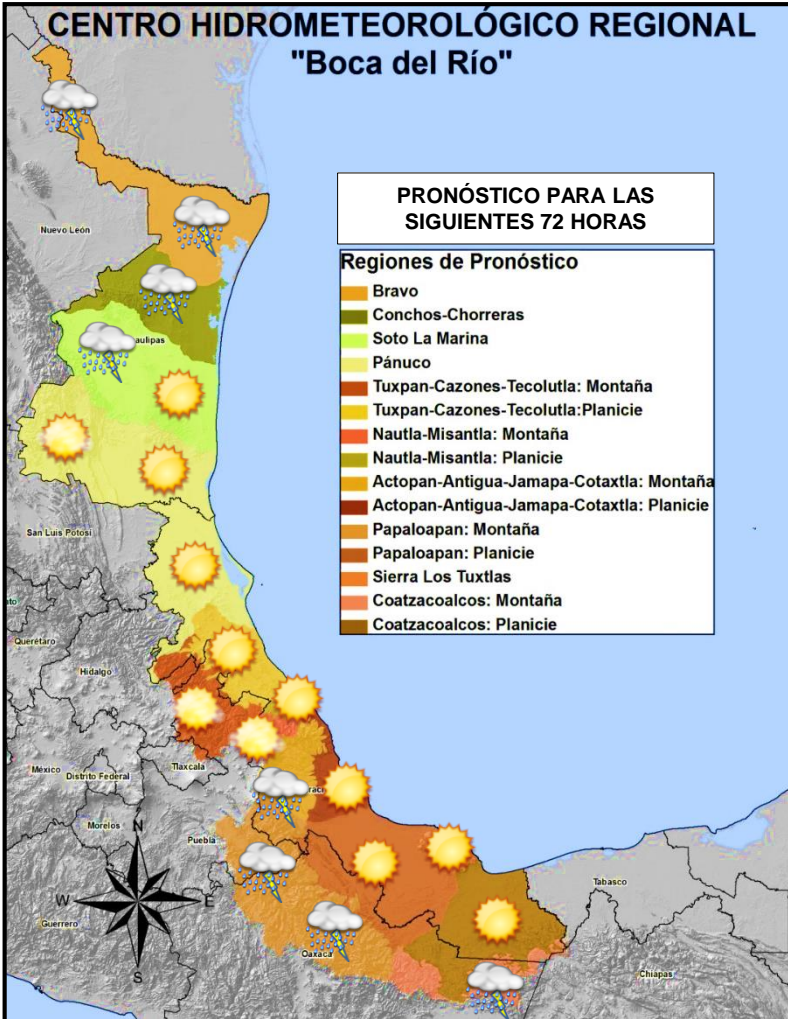 CENTRO HIDROMETEOROLÓGICO REGIONAL
"Boca del Río"
PRONÓSTICO PARA LAS
SIGUIENTES 72 HORAS
Regiones de Pronóstico
Bravo
Conchos-Chorreras
Soto La Marina
Pánuco
Tuxpan-Cazones-Tecolutla: Montaña
Tuxpan-Cazones-Tecolutla:Planicie
Nautla-Misantla: Montaña
Nautla-Misantla: Planicie
Actopan-Antigua-Jamapa-Cotaxtla: Montaña
Actopan-Antigua-Jamapa-Cotaxtla: Planicie
Papaloapan: Montaña
Papaloapan: Planicie
Sierra Los Tuxtlas
Coatzacoalcos: Montaña
Coatzacoalcos: Planicie
Nuevo León
aulipas
San Luis Potosí
Querétaro
Hidalgo
México
Distrito Federal
Tlaxcala
Morelos
Puebla
Guerrero
Oaxaca
Tabasco
Chiapas
N
W
E
S